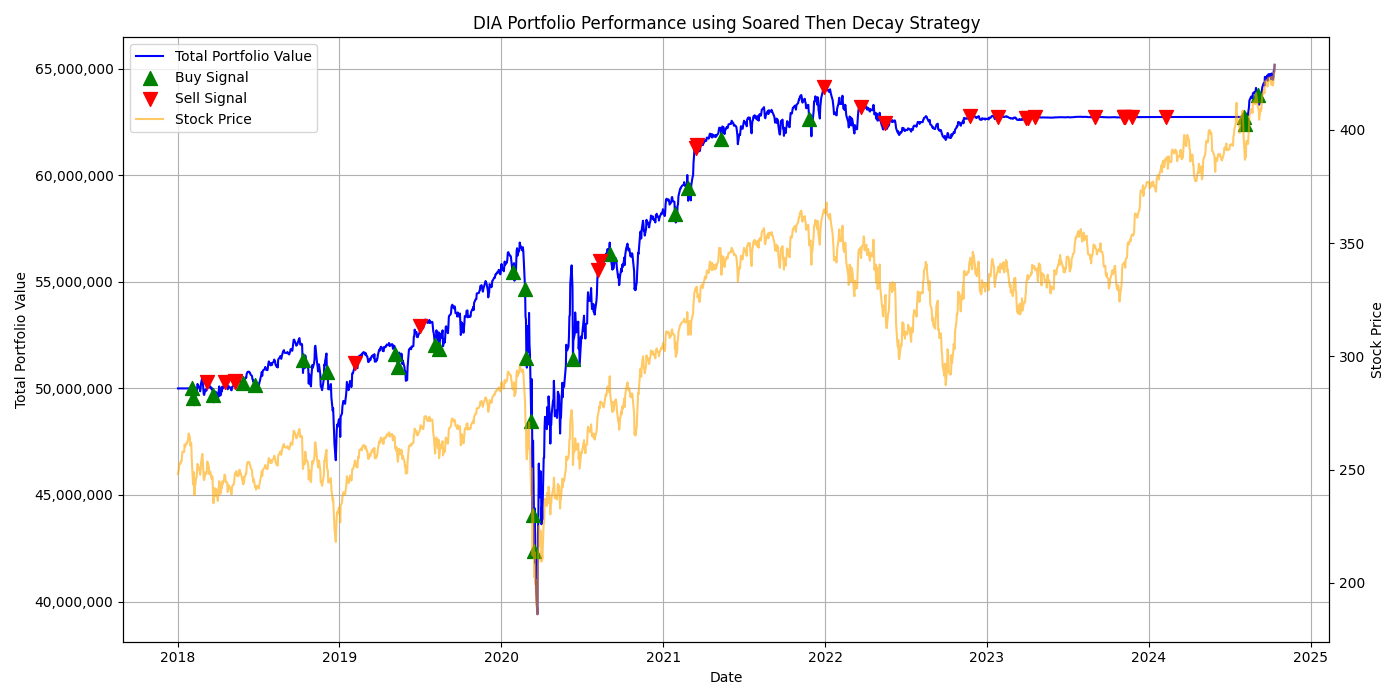 DIA Portfolio Performance using Soared Then Decay Strategy
Total Portfolio Value
Buy Signal
Sell Signal
Stock Price
65,000,000
60,000,000
55,000,000
50,000,000
45,000,000
40,000,000
Total Portfolio Value
400
350
300
250
200
Stock Price
2018
2019
2020
2021
2022
2023
2024
2025
Date